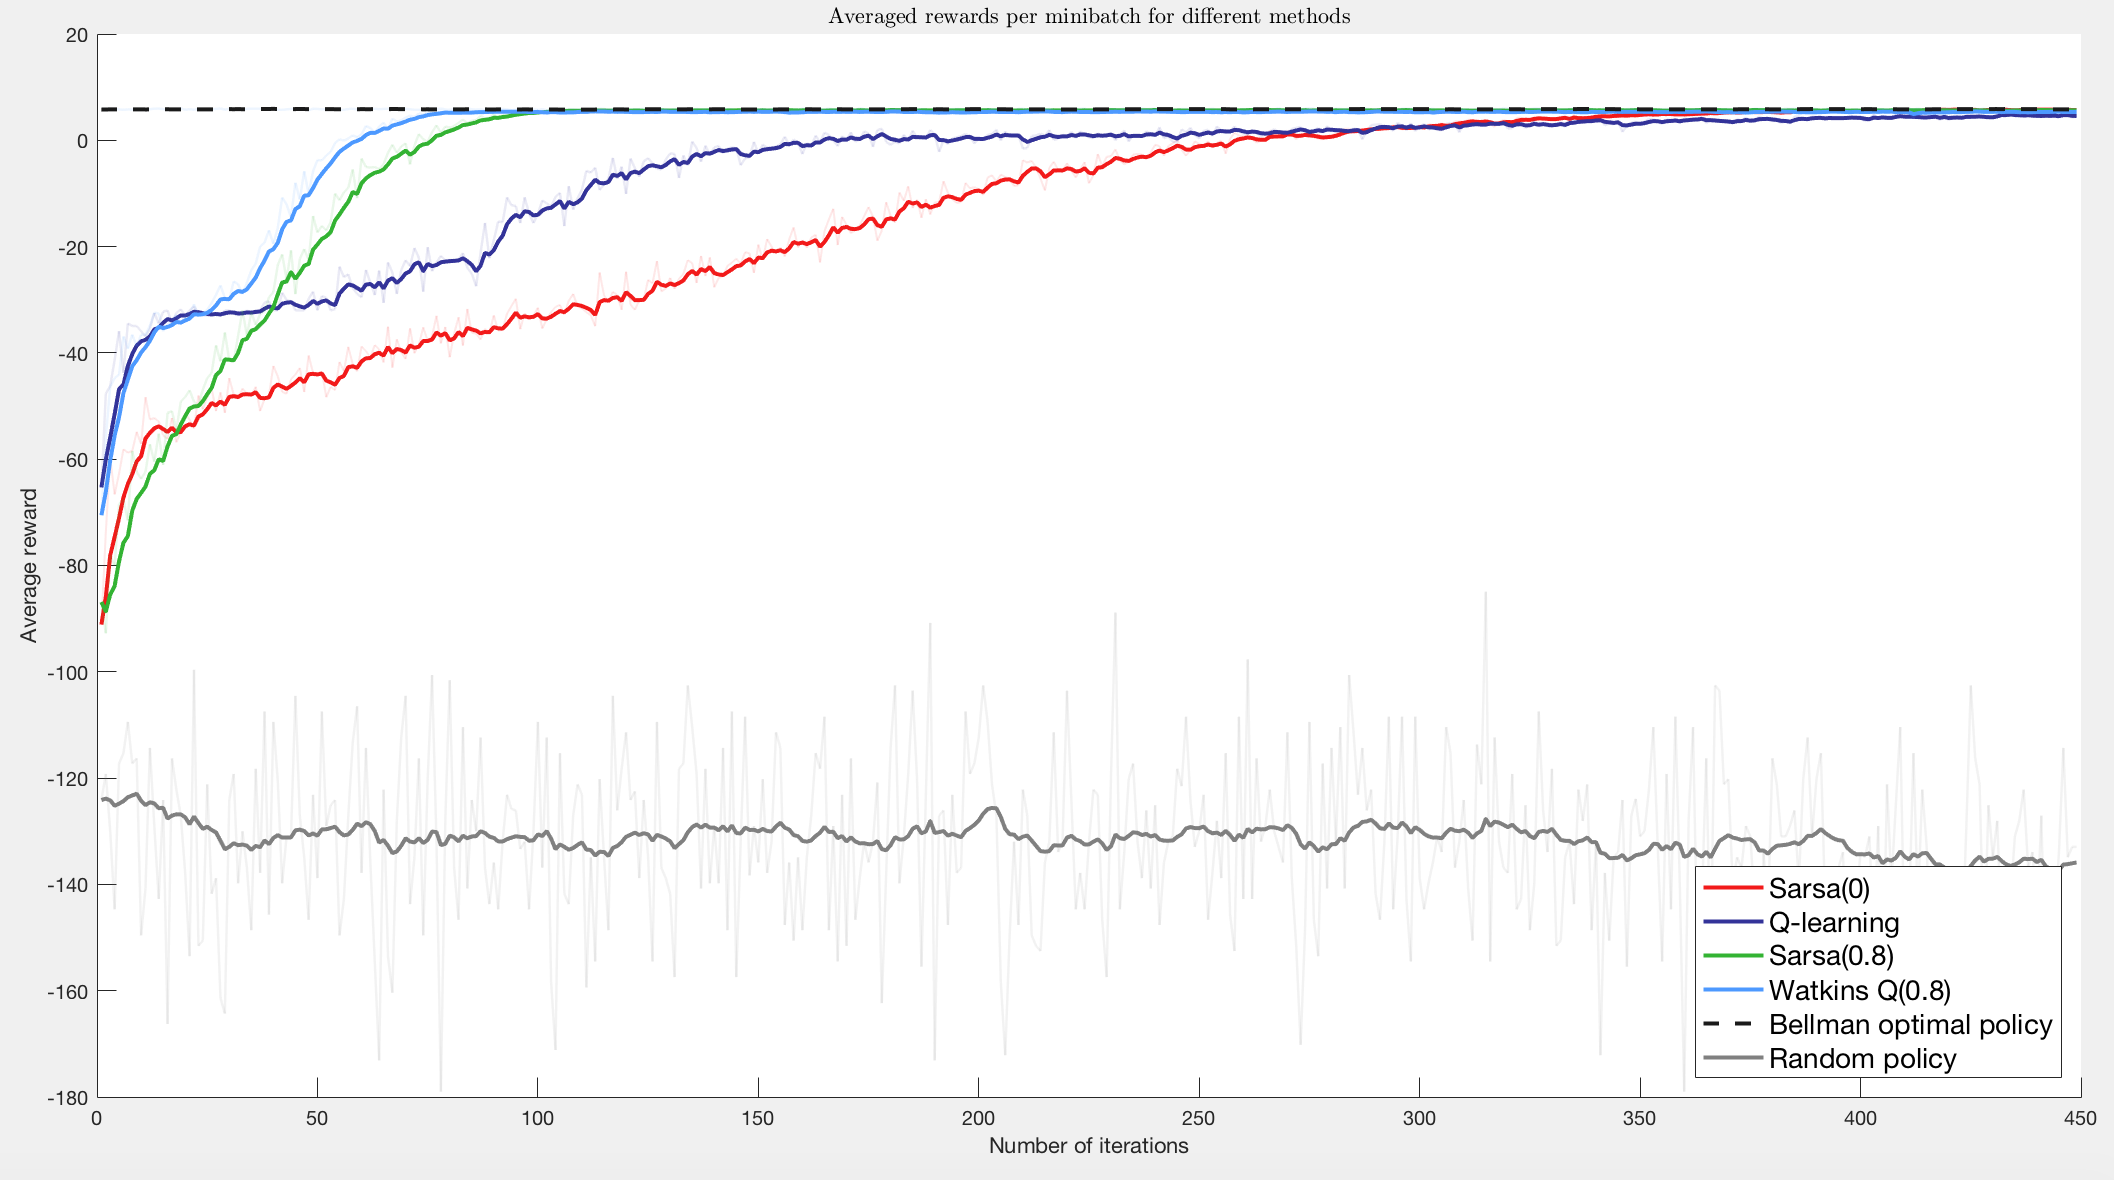 Averaged rewards per minibatch for different methods
20
0
-20
-40
-60
-80
-100
-120
-140
-160
-180
Average reward
0 50 100 150 200 250 300 350 400 450
Number of iterations
Sarsa(0)
Q-learning
Sarsa(0.8)
Watkins Q(0.8)
Bellman optimal policy
Random policy